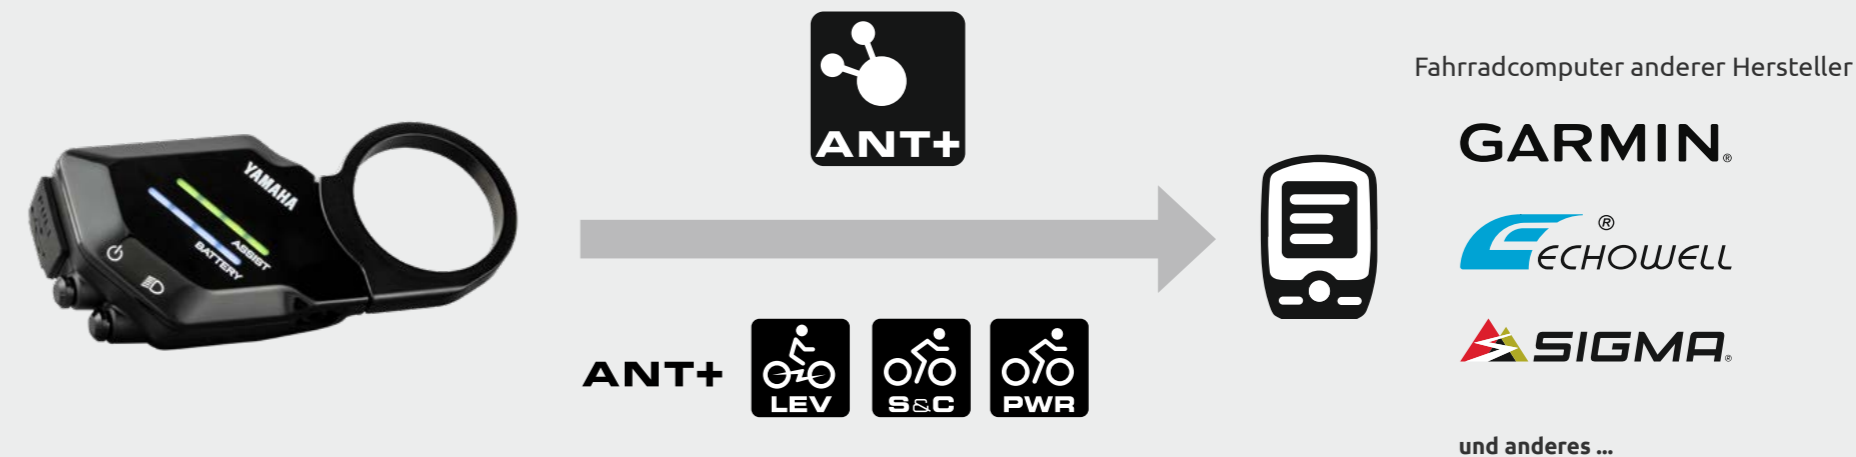 YAMAHA
ASSIST
BATTERY
ANT+
ANT+
LEV
S&C
PWR
Fahrradcomputer anderer Hersteller
GARMIN®
® ECHOWELL
SIGMA®
und anderes ...